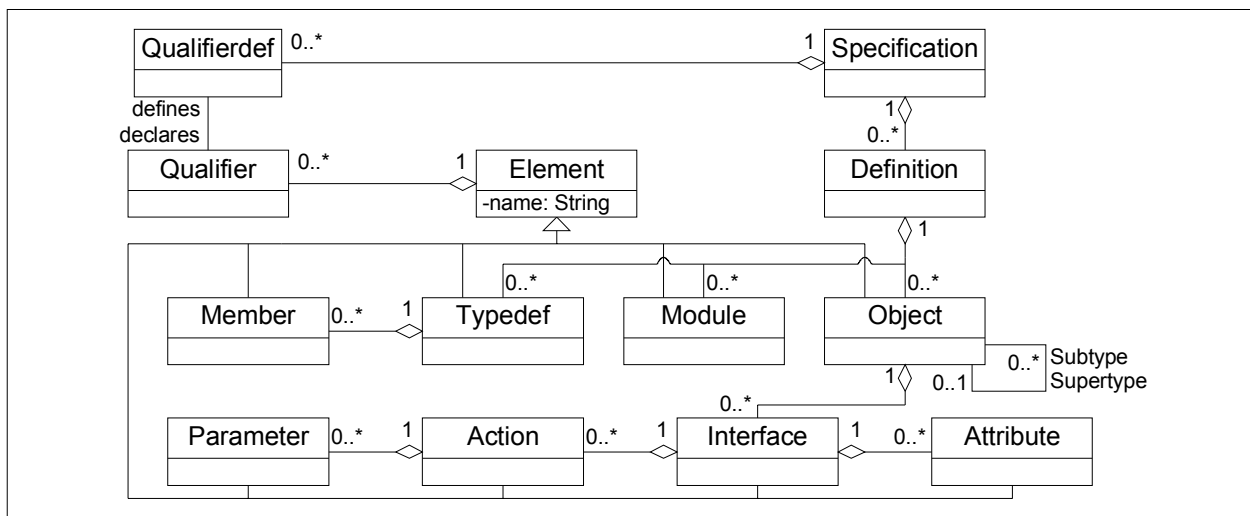 Qualifierdef
0..*
1
Specification
defines
declares
1
0..*
Qualifier
0..*
1
Element
-name: String
Definition
1
0..*
0..*
0..*
Member
0..*
1
Typedef
Module
Object
0..*
Subtype
0..1
Supertype
1
0..*
Parameter
0..*
1
Action
0..*
1
Interface
1
0..*
Attribute